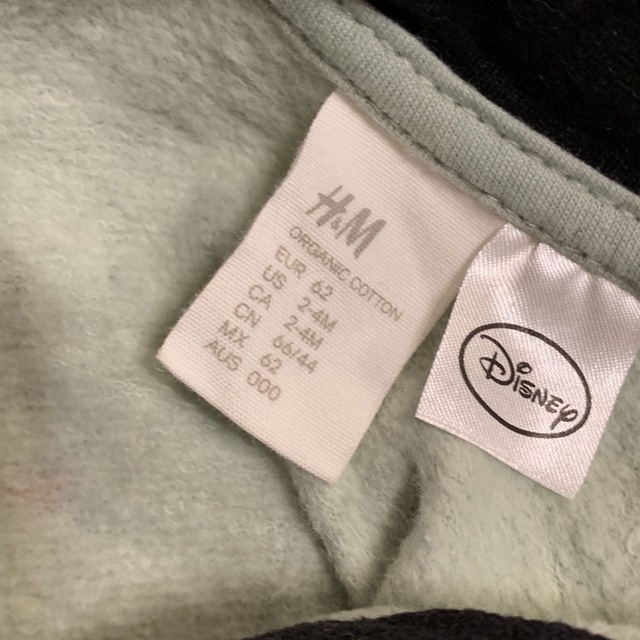 H&M
ORGANIC COTTON
EUR 62
US 2-4M
CA 2-4M
CN 66/44
MX 62
AUS 000
Disney